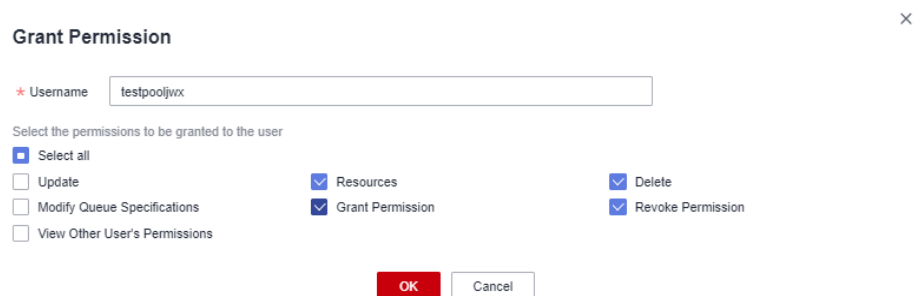 Grant Permission
* Username testpooljwx
Select the permissions to be granted to the user
Select all
Update Resources Delete
Modify Queue Specifications Grant Permission Revoke Permission
View Other User's Permissions
OK Cancel